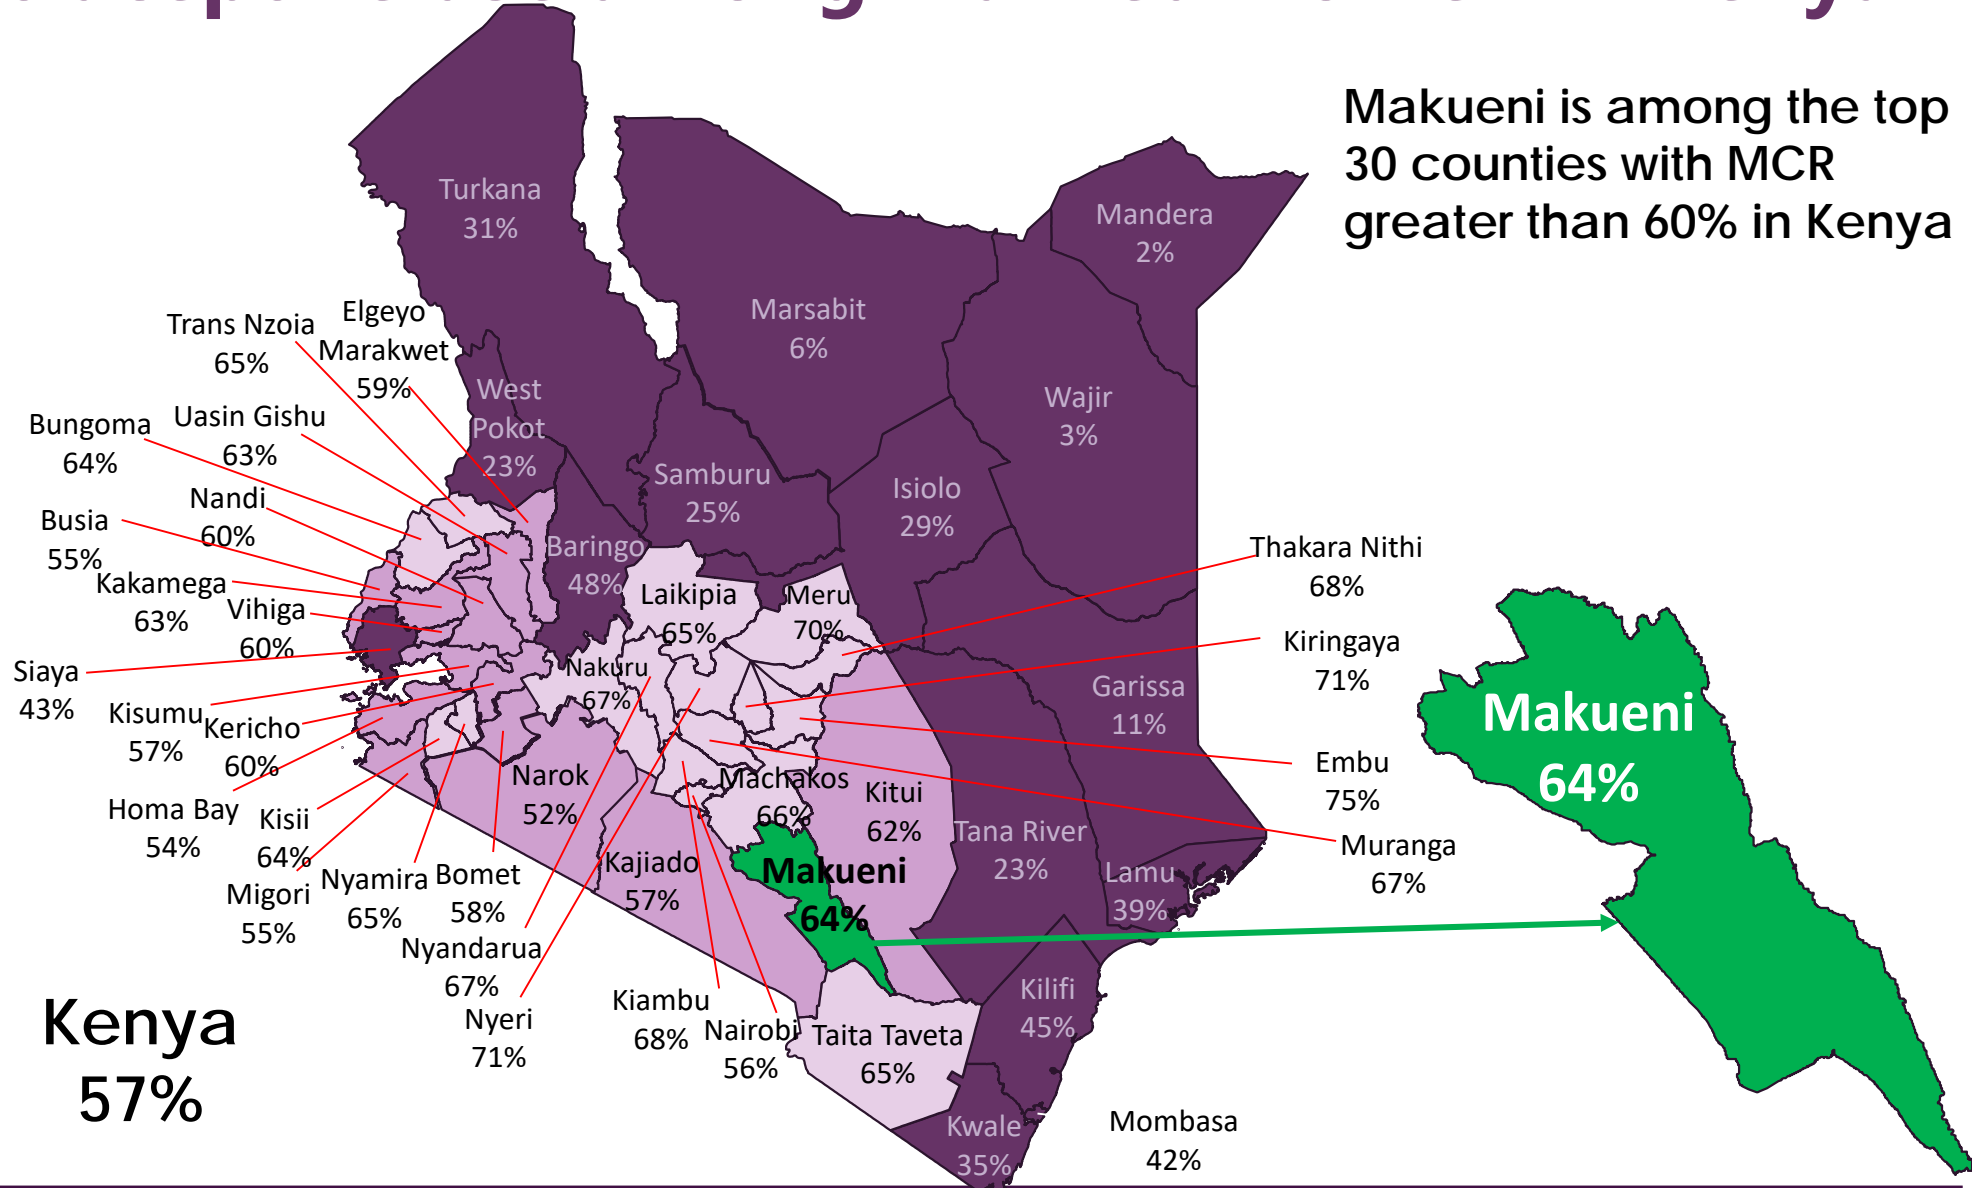 Makueni is among the top
30 counties with MCR
greater than 60% in Kenya
Turkana
31%
Mandera
2%
Marsabit
6%
Wajir
3%
Trans Nzoia
65%
Elgeyo
Marakwet
59%
West
Pokot
23%
Bungoma
64%
Uasin Gishu
63%
Samburu
25%
Isiolo
29%
Nandi
60%
Busia
55%
Baringo
48%
Thakara Nithi
68%
Kakamega
63%
Vihiga
60%
Laikipia
65%
Meru
70%
Kiringaya
71%
Siaya
43%
Nakuru
67%
Garissa
11%
Makueni
64%
Kisumu
57%
Kericho
60%
Embu
75%
Homa Bay
54%
Kisii
64%
Narok
52%
Machakos
66%
Kitui
62%
Tana River
23%
Muranga
67%
Migori
55%
Nyamira
65%
Bomet
58%
Kajiado
57%
Makueni
64%
Lamu
39%
Nyandarua
67%
Nyeri
71%
Kiambu
68%
Nairobi
56%
Taita Taveta
65%
Kilifi
45%
Kenya
57%
Kwale
35%
Mombasa
42%